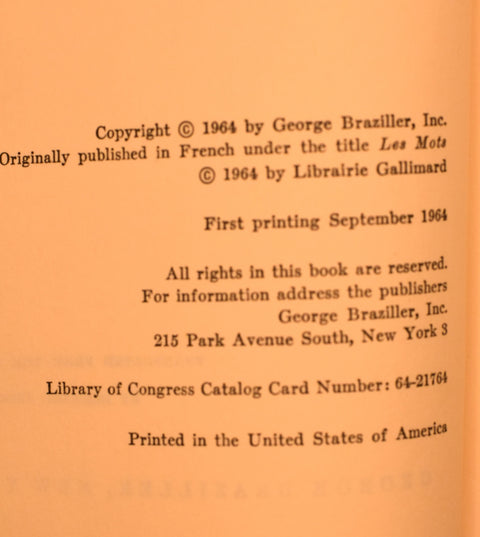 Copyright © 1964 by George Braziller, Inc.
Originally published in French under the title Les Mots
© 1964 by Librairie Gallimard
First printing September 1964
All rights in this book are reserved.
For information address the publishers
George Braziller, Inc.
215 Park Avenue South, New York 3
Library of Congress Catalog Card Number: 64-21764
Printed in the United States of America